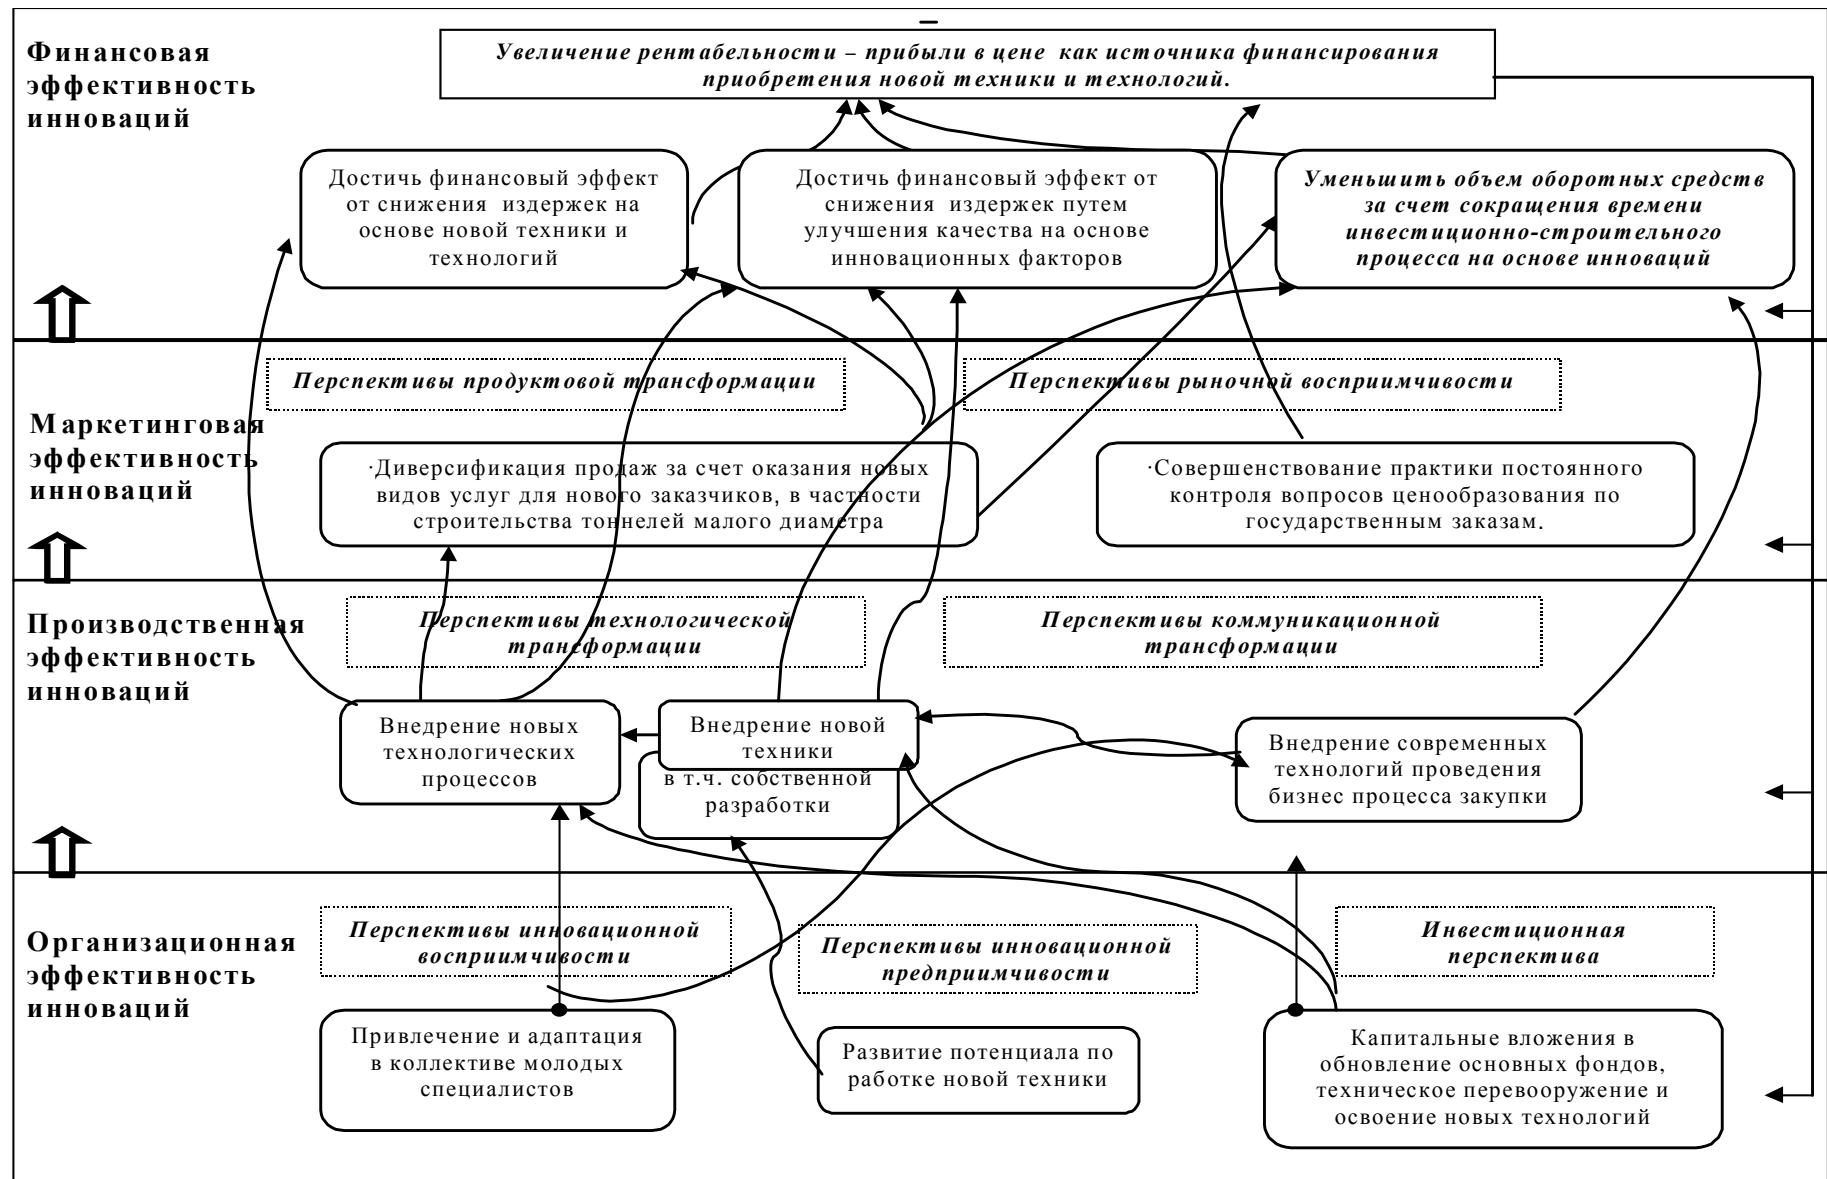 Финансовая
эффективность
инноваций
Увеличение рентабельности – прибыли в цене как источника финансирования
приобретения новой техники и технологий.
Достичь финансовый эффект
от снижения издержек на
основе новой техники и
технологий
Достичь финансовый эффект от
снижения издержек путем
улучшения качества на основе
инновационных факторов
Уменьшить объем оборотных средств
за счет сокращения времени
инвестиционно-строительного
процесса на основе инноваций
Маркетинговая
эффективность
инноваций
Перспективы продуктовой трансформации
Перспективы рыночной восприимчивости
·Диверсификация продаж за счет оказания новых
видов услуг для нового заказчиков, в частности
строительства тоннелей малого диаметра
·Совершенствование практики постоянного
контроля вопросов ценообразования по
государственным заказам.
Производственная
эффективность
инноваций
Перспективы технологической
трансформации
Перспективы коммуникационной
трансформации
Внедрение новых
технологических
процессов
Внедрение новой
техники
в т.ч. собственной
разработки
Внедрение современных
технологий проведения
бизнес процесса закупки
Организационная
эффективность
инноваций
Перспективы инновационной
восприимчивости
Перспективы инновационной
предприимчивости
Инвестиционная
перспектива
Привлечение и адаптация
в коллективе молодых
специалистов
Развитие потенциала по
работке новой техники
Капитальные вложения в
обновление основных фондов,
техническое перевооружение и
освоение новых технологий